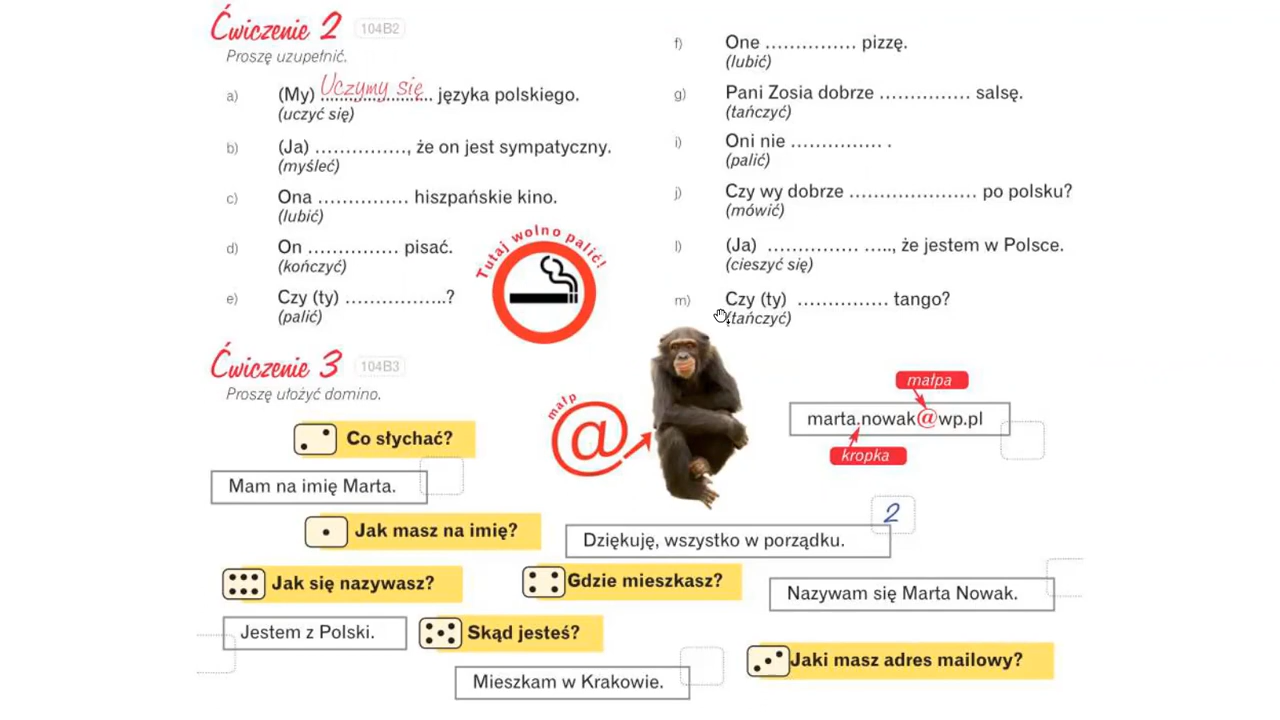 Ćwiczenie 2 104B2
Proszę uzupełnić.
a) (My) Uczymy się języka polskiego.
(uczyć się)
b) (Ja) ……………, że on jest sympatyczny.
(myśleć)
c) Ona …………… hiszpańskie kino.
(lubić)
d) On …………… pisać.
(kończyć)
e) Czy (ty) ……………..?
(palić)
Tutaj wolno palić!
f) One …………… pizzę.
(lubić)
g) Pani Zosia dobrze …………… salsę.
(tańczyć)
i) Oni nie …………… .
(palić)
j) Czy wy dobrze ………………… po polsku?
(mówić)
l) (Ja) …………… ….., że jestem w Polsce.
(cieszyć się)
m) Czy (ty) …………… tango?
(tańczyć)
Ćwiczenie 3 104B3
Proszę ułożyć domino.
małp
@
małpa
marta.nowak@wp.pl
kropka
Co słychać?
Mam na imię Marta.
Jak masz na imię?
2
Dziękuję, wszystko w porządku.
Jak się nazywasz?
Gdzie mieszkasz?
Nazywam się Marta Nowak.
Jestem z Polski.
Skąd jesteś?
Jaki masz adres mailowy?
Mieszkam w Krakowie.